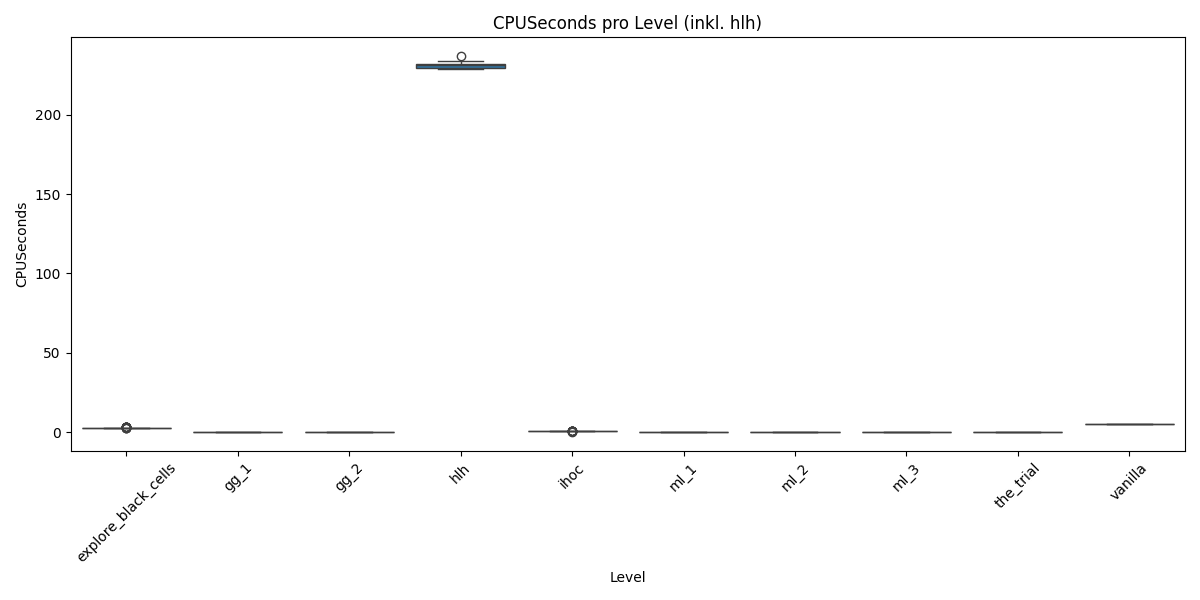 CPUSeconds pro Level (inkl. hlh)
CPUSeconds
200
150
100
50
0
explore_black_cells
gg_1
gg_2
hlh
ihoc
ml_1
ml_2
ml_3
the_trial
vanilla
Level